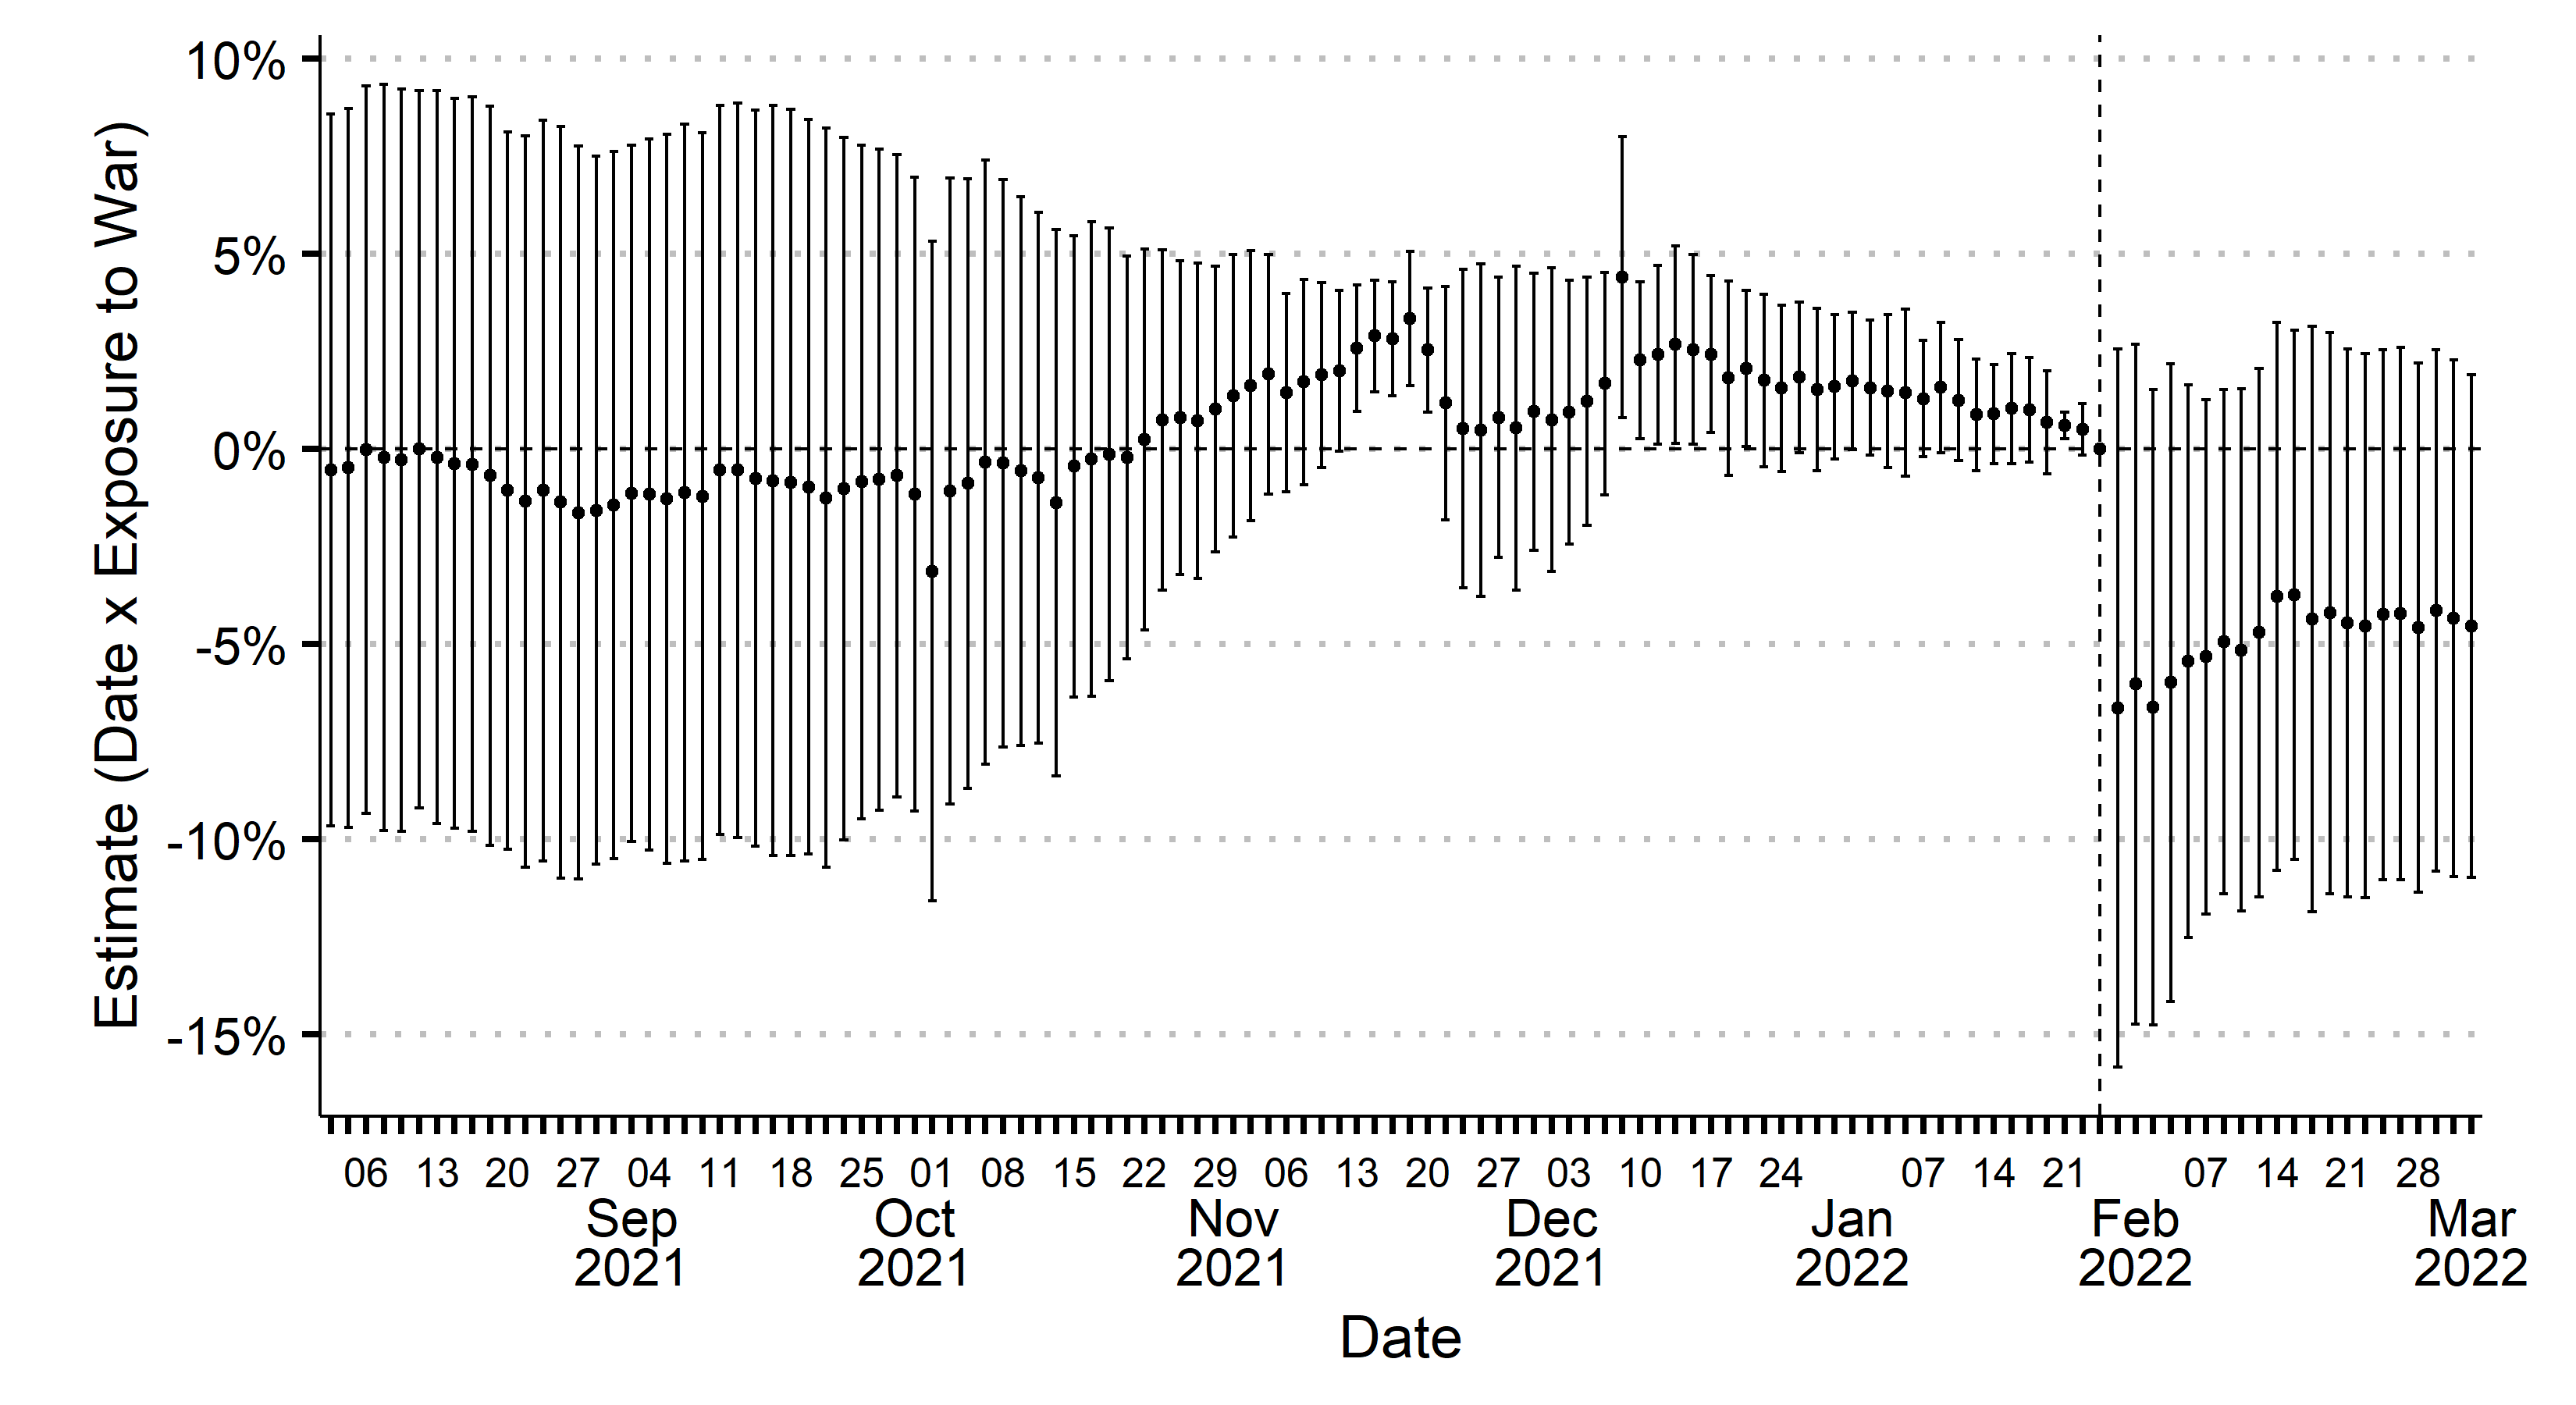 10%
5%
0%
-5%
-10%
-15%
Estimate (Date x Exposure to War)
06 13 20 27 04 11 18 25 01 08 15 22 29 06 13 20 27 03 10 17 24 07 14 21 07 14 21 28
Sep Oct Nov Dec Jan Feb Mar
2021 2021 2021 2021 2022 2022 2022
Date